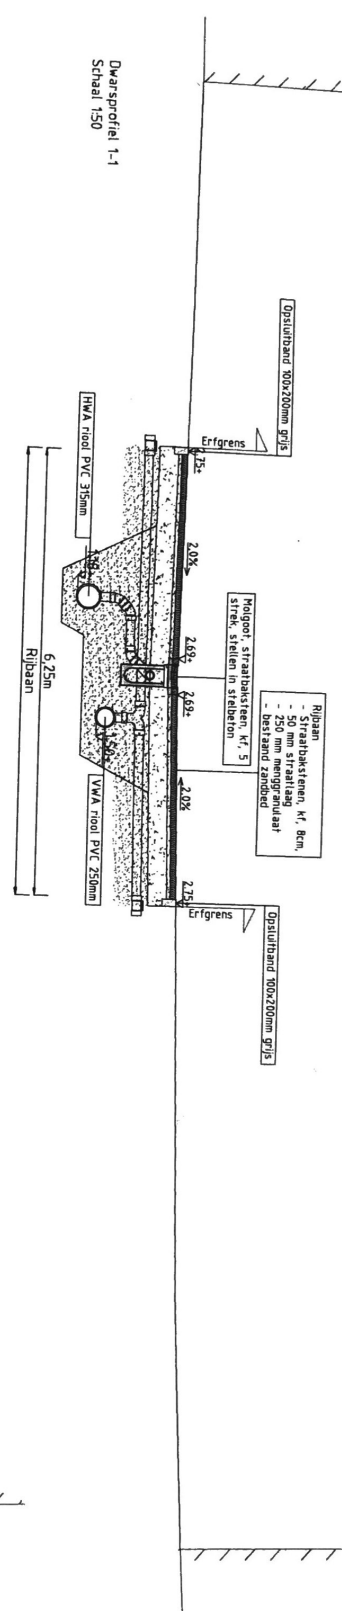 Opsluitband 100x200mm grijs
Rijbaan
- Straatbakstenen, kf, 8cm,
- 50 mm straatlaag
- 250 mm menggranulaat
- bestaand zandbed
Opsluitband 100x200mm grijs
Molgoot, straatbaksteen, kf, 5
strek, stellen in stelbeton
Erfgrens
Erfgrens
2.75+
2.0%
2.69+
2.69+
2.0%
2.75+
HWA riool PVC 315mm
VWA riool PVC 250mm
6,25m
Rijbaan
Dwarsprofiel 1-1
Schaal 1:50